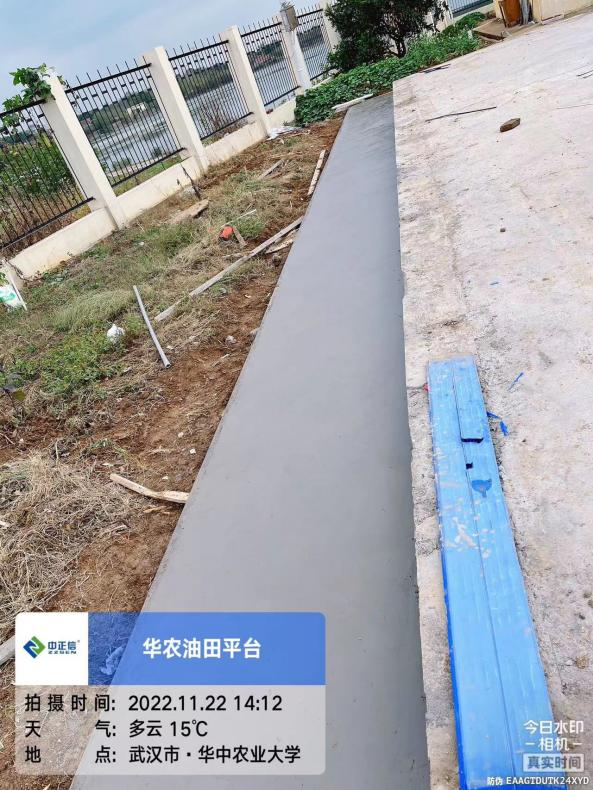 中正信®
ZZSEN
华农油田平台
拍摄时间: 2022.11.22 14:12
天气: 多云 15℃
地点: 武汉市·华中农业大学
今日水印
-相机-
真实时间
防伪 EAAGTDUTK24XYD